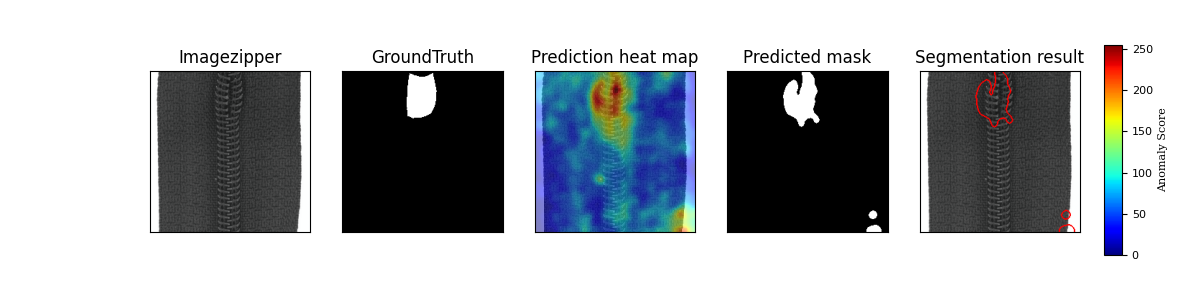 Imagezipper
GroundTruth
Prediction heat map
Predicted mask
Segmentation result
250
200
150
100
50
0
Anomaly Score